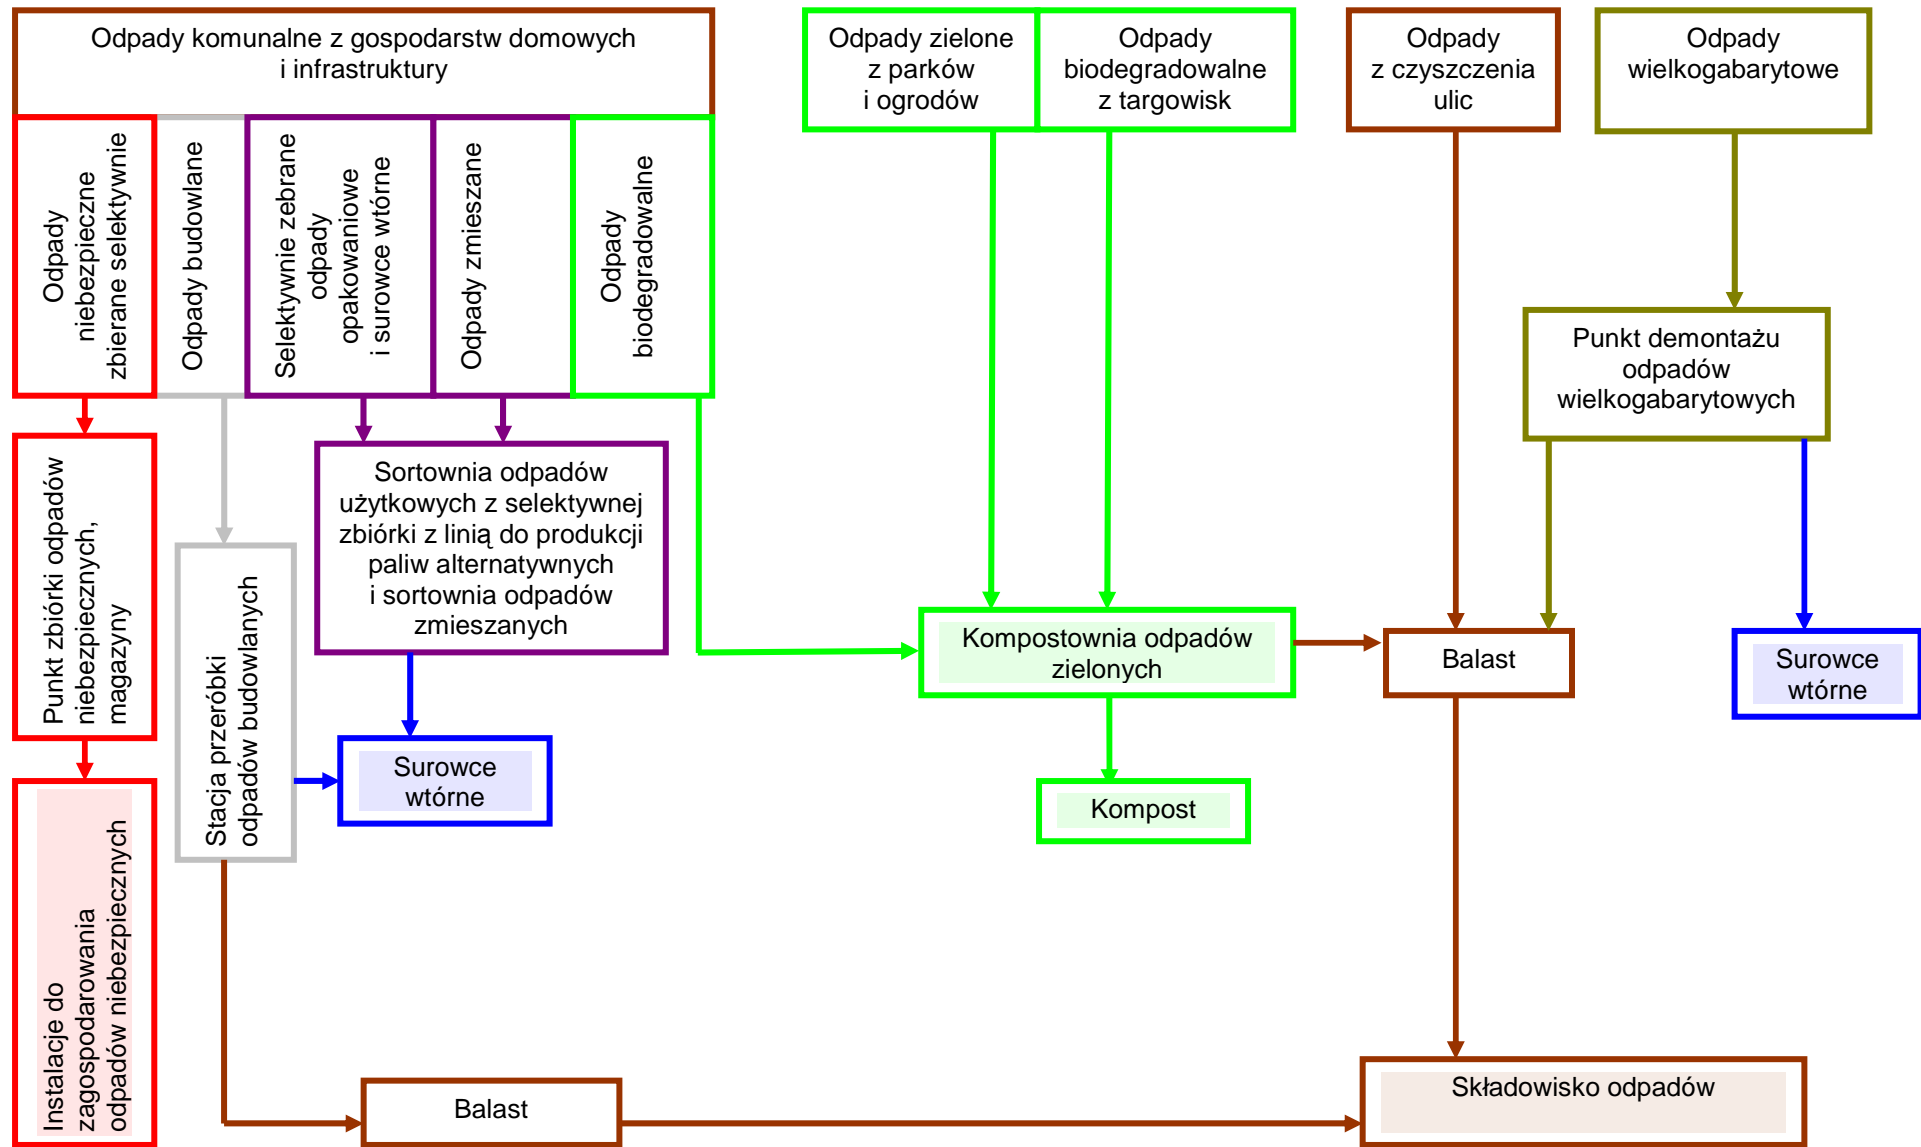 Odpady komunalne z gospodarstw domowych
i infrastruktury
Odpady zielone
z parków
i ogrodów
Odpady
biodegradowalne
z targowisk
Odpady
z czyszczenia
ulic
Odpady
wielkogabarytowe
Odpady
niebezpieczne
zbierane selektywnie
Odpady budowlane
Selektywnie zebrane
odpady
opakowaniowe
i surowce wtórne
Odpady zmieszane
Odpady
biodegradowalne
Punkt demontażu
odpadów
wielkogabarytowych
Punkt zbiórki odpadów
niebezpiecznych,
magazyny
Sortownia odpadów
użytkowych z selektywnej
zbiórki z linią do produkcji
paliw alternatywnych
i sortownia odpadów
zmieszanych
Stacja przeróbki
odpadów budowlanych
Kompostownia odpadów
zielonych
Balast
Surowce
wtórne
Surowce
wtórne
Kompost
Instalacje do
zagospodarowania
odpadów niebezpiecznych
Balast
Składowisko odpadów